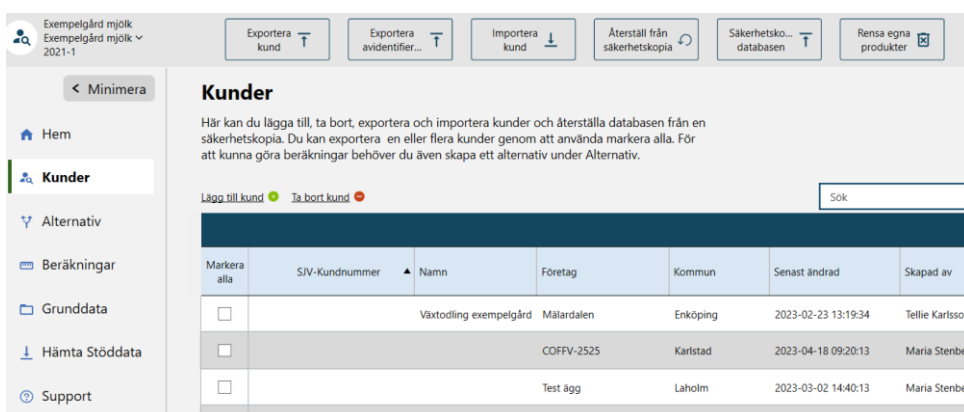 Exempelgård mjölk
Exempelgård mjölk
2021-1
Exportera
kund
Exportera
avidentifier...
Importera
kund
Återställ från
säkerhetskopia
Säkerhetsko...
databasen
Rensa egna
produkter
Minimera
Hem
Kunder
Alternativ
Beräkningar
Grunddata
Hämta Stöddata
Support
Kunder
Här kan du lägga till, ta bort, exportera och importera kunder och återställa databasen från en
säkerhetskopia. Du kan exportera en eller flera kunder genom att använda markera alla. För
att kunna göra beräkningar behöver du även skapa ett alternativ under Alternativ.
Lägg till kund Ta bort kund
Sök
Markera
alla
SJV-Kundnummer Namn Företag Kommun Senast ändrad Skapad av
Växtodling exempelgård Mälardalen Enköping 2023-02-23 13:19:34 Tellie Karlsso
COFFV-2525 Karlstad 2023-04-18 09:20:13 Maria Stenbe
Test ägg Laholm 2023-03-02 14:40:13 Maria Stenbe